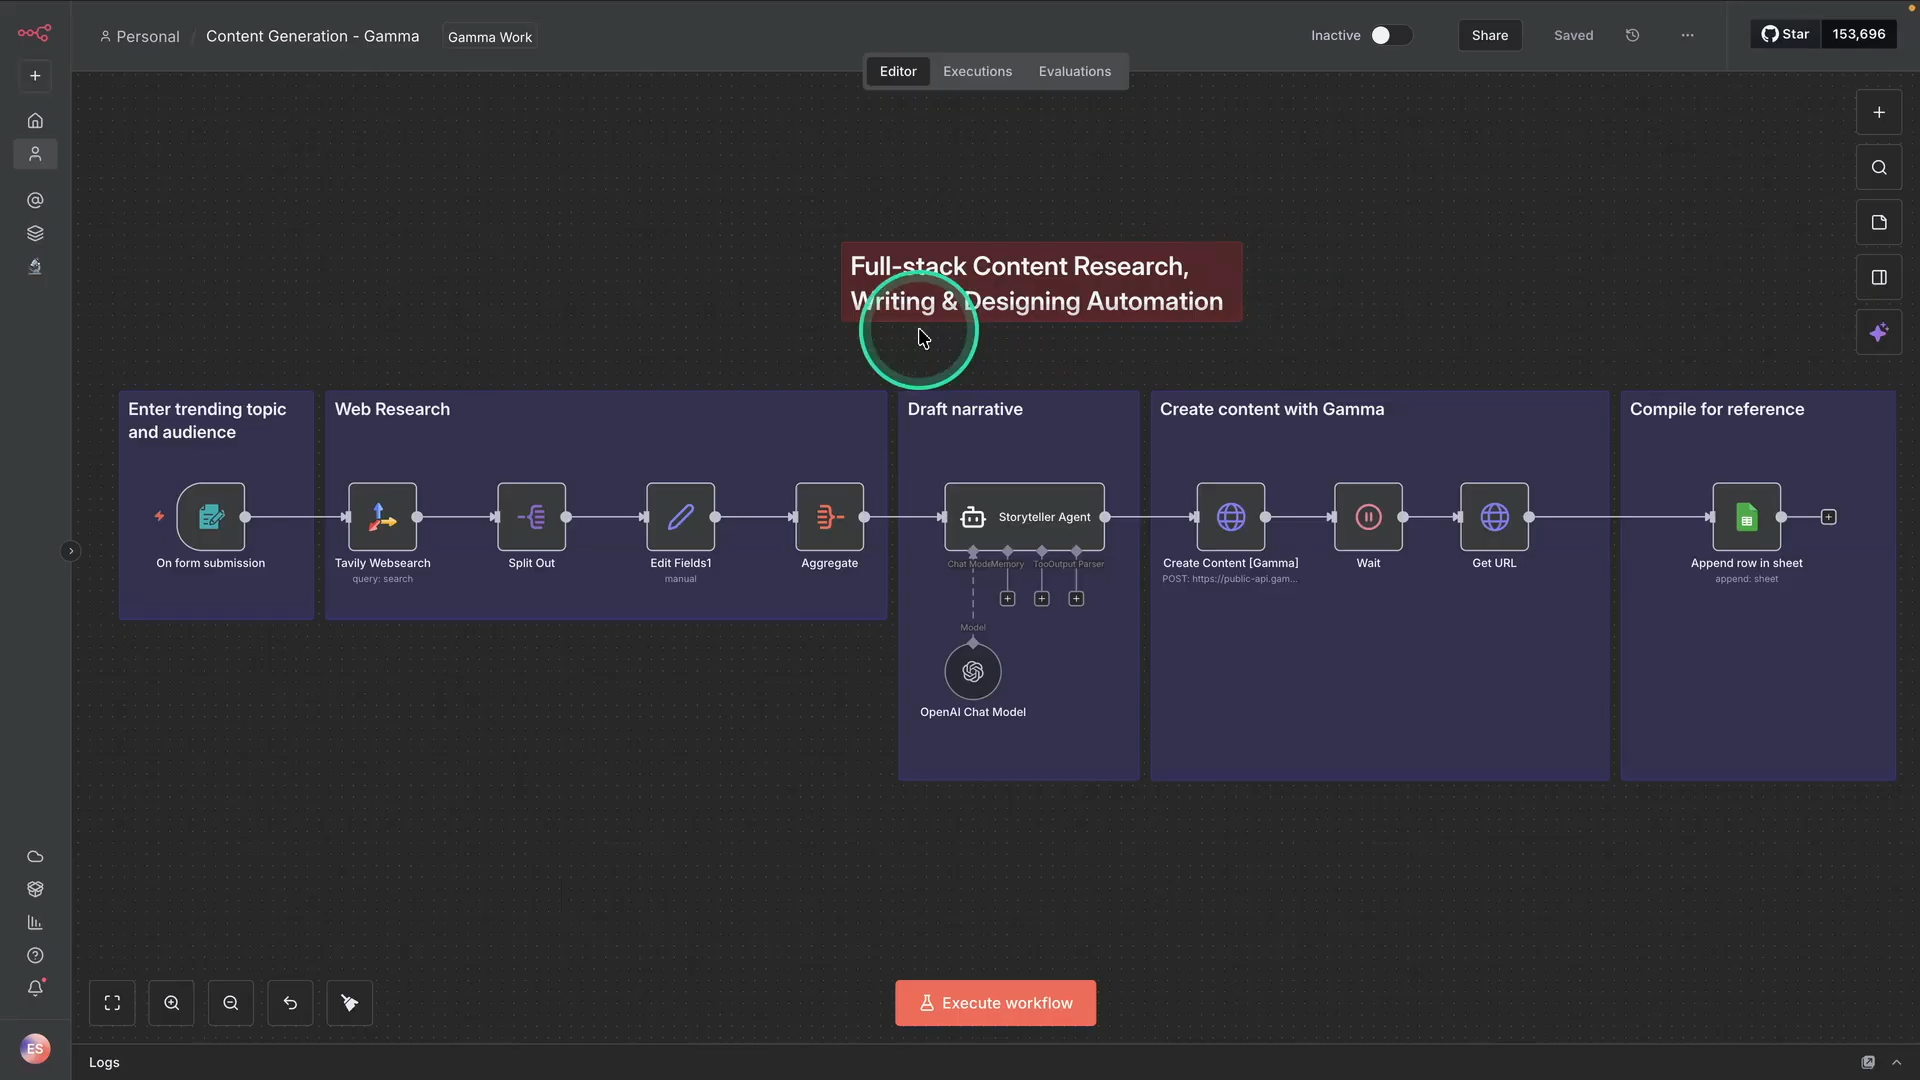 Personal / Content Generation - Gamma
Gamma Work
Inactive
Share
Saved
Star
153,696
Editor
Executions
Evaluations
Full-stack Content Research,
Writing & Designing Automation
Enter trending topic
and audience
On form submission
Web Research
Tavily Websearch
query: search
Split Out
Edit Fields1
manual
Aggregate
Draft narrative
Storyteller Agent
Chat Mode
Memory
Too
Output Parser
Model
OpenAI Chat Model
Create content with Gamma
Create Content [Gamma]
POST: https://public-api.gam...
Wait
Get URL
Compile for reference
Append row in sheet
append: sheet
Execute workflow
ES
Logs